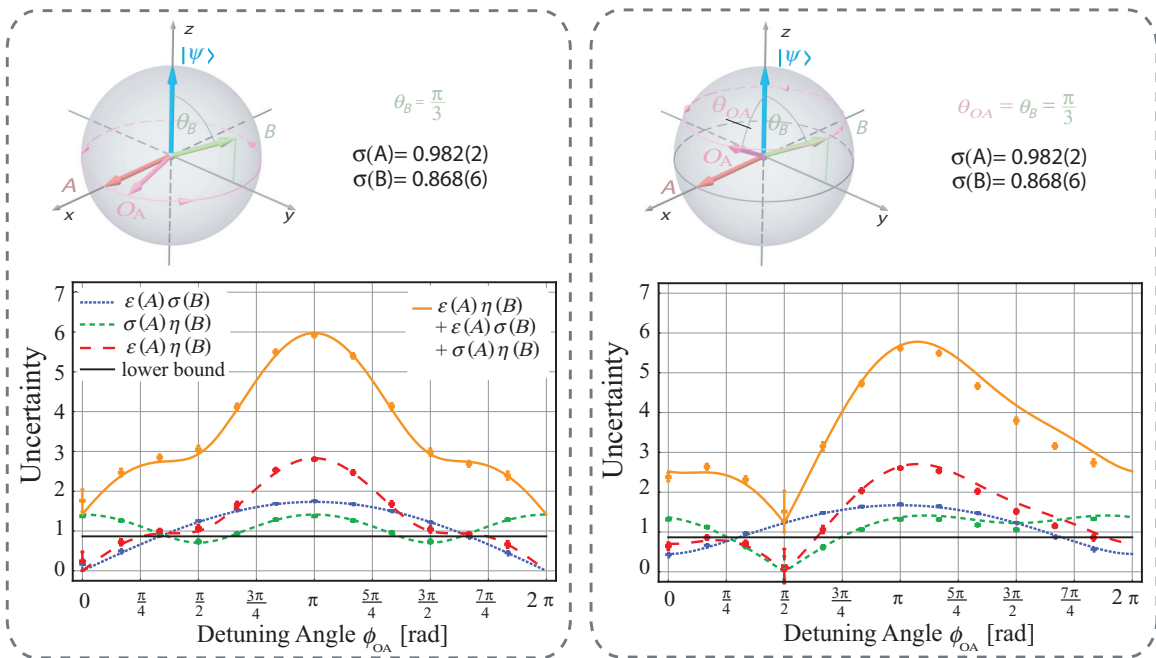 z
|ψ⟩
θ_B = π/3
θ_B
B
A
O_A
x
y
σ(A)= 0.982(2)
σ(B)= 0.868(6)
7
6
5
4
3
2
1
0
Uncertainty
ε(A)σ(B)
σ(A)η(B)
ε(A)η(B)
lower bound
ε(A)η(B)
+ ε(A)σ(B)
+ σ(A)η(B)
0 π/4 π/2 3π/4 π 5π/4 3π/2 7π/4 2π
Detuning Angle ϕ_OA [rad]
z
|ψ⟩
θ_OA = θ_B = π/3
θ_OA
θ_B
B
O_A
A
x
y
σ(A)= 0.982(2)
σ(B)= 0.868(6)
7
6
5
4
3
2
1
0
Uncertainty
0 π/4 π/2 3π/4 π 5π/4 3π/2 7π/4 2π
Detuning Angle ϕ_OA [rad]